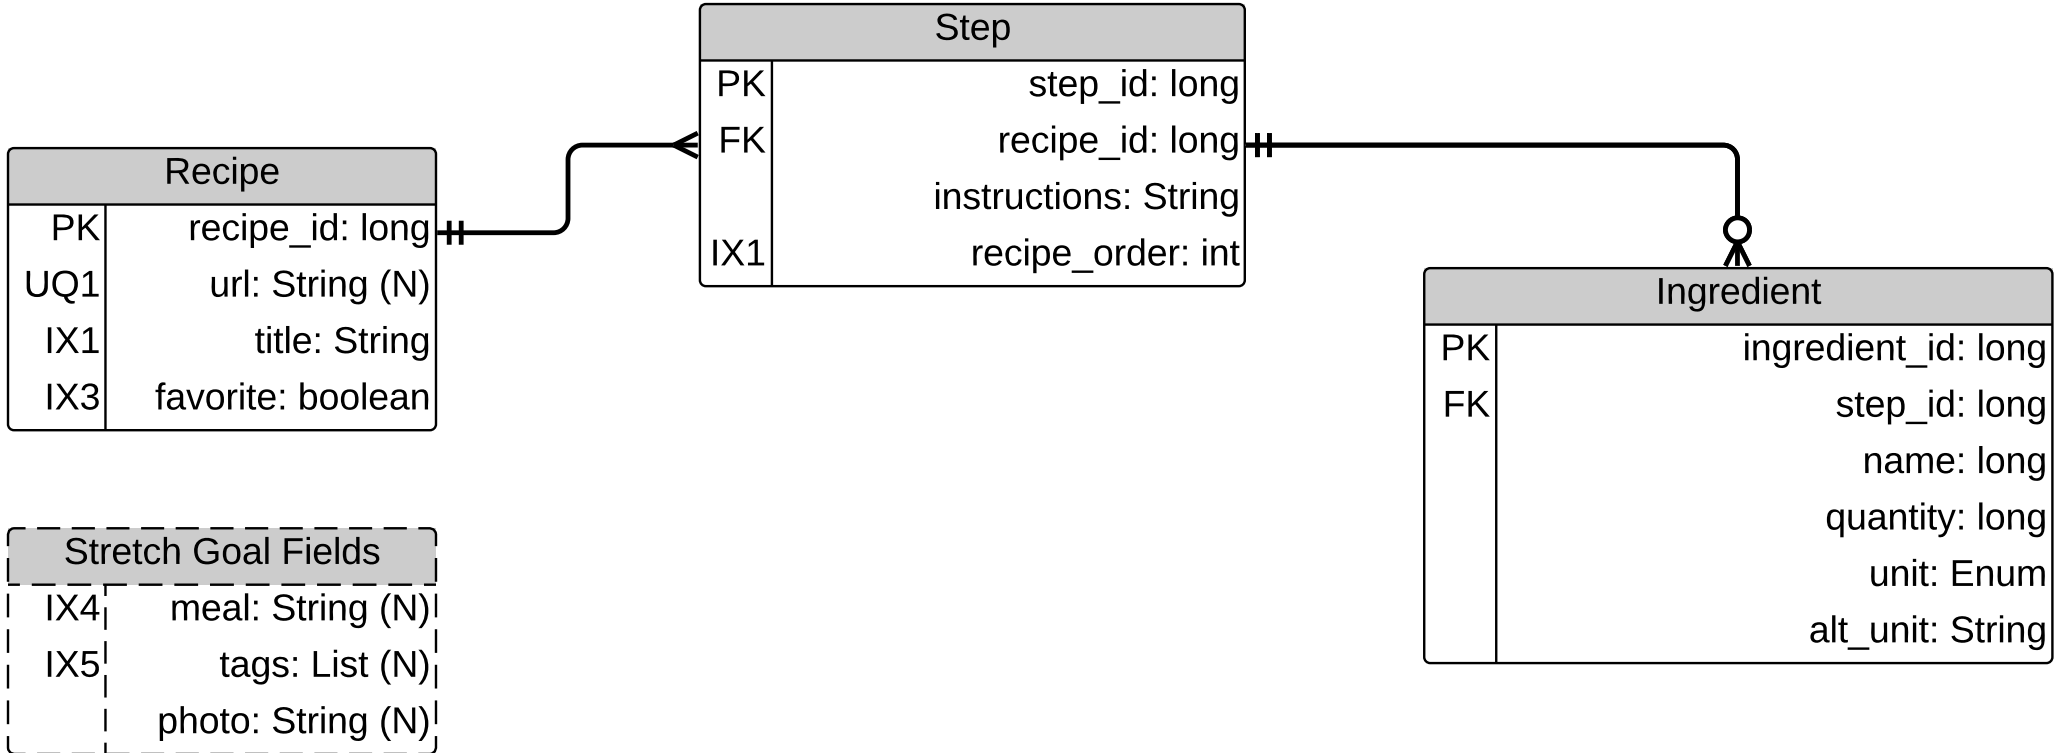 Step
PK step_id: long
FK recipe_id: long
instructions: String
IX1 recipe_order: int
Recipe
PK recipe_id: long
UQ1 url: String (N)
IX1 title: String
IX3 favorite: boolean
Ingredient
PK ingredient_id: long
FK step_id: long
name: long
quantity: long
unit: Enum
alt_unit: String
Stretch Goal Fields
IX4 meal: String (N)
IX5 tags: List (N)
photo: String (N)